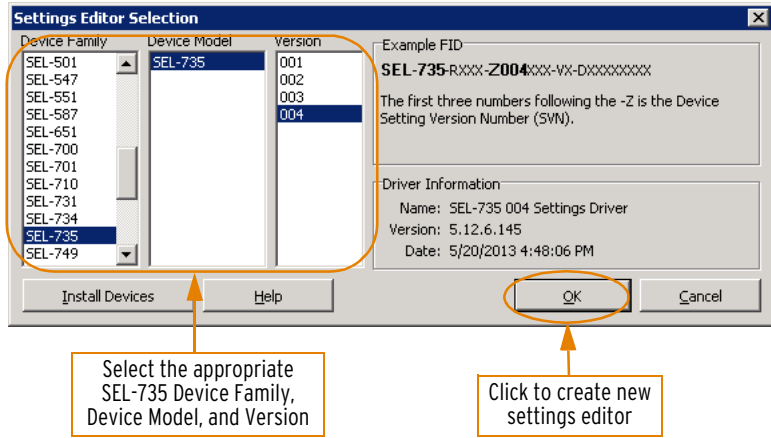 Settings Editor Selection
Device Family
Device Model
Version
SEL-501
SEL-547
SEL-551
SEL-587
SEL-651
SEL-700
SEL-701
SEL-710
SEL-731
SEL-734
SEL-735
SEL-749
SEL-735
001
002
003
004
Example FID
SEL-735-RXXX-Z004XXX-VX-DXXXXXXXX
The first three numbers following the -Z is the Device
Setting Version Number (SVN).
Driver Information
Name: SEL-735 004 Settings Driver
Version: 5.12.6.145
Date: 5/20/2013 4:48:06 PM
Install Devices
Help
OK
Cancel
Select the appropriate
SEL-735 Device Family,
Device Model, and Version
Click to create new
settings editor